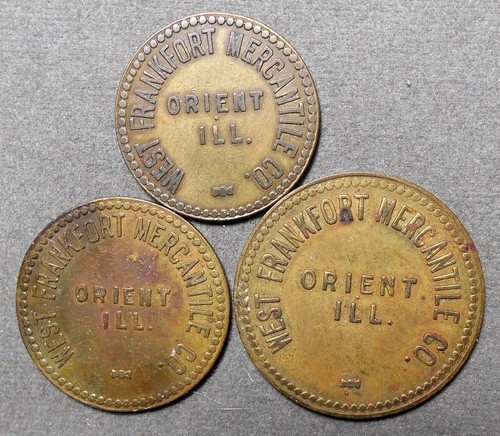 WEST FRANKFORT MERCANTILE CO.
ORIENT
ILL.
WEST FRANKFORT MERCANTILE CO.
ORIENT
ILL.
WEST FRANKFORT MERCANTILE CO.
ORIENT
ILL.